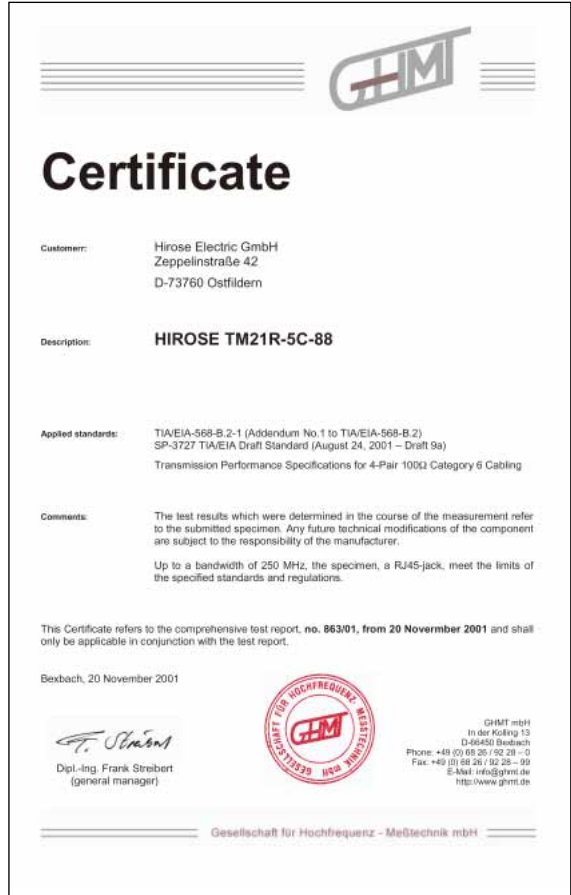 GHMT
Certificate
Customerr: Hirose Electric GmbH
Zeppelinstraße 42
D-73760 Ostfildern
Description: HIROSE TM21R-5C-88
Applied standards: TIA/EIA-568-B.2-1 (Addendum No.1 to TIA/EIA-568-B.2)
SP-3727 TIA/EIA Draft Standard (August 24, 2001 – Draft 9a)
Transmission Performance Specifications for 4-Pair 100Ω Category 6 Cabling
Comments: The test results which were determined in the course of the measurement refer
to the submitted specimen. Any future technical modifications of the component
are subject to the responsibility of the manufacturer.
Up to a bandwidth of 250 MHz, the specimen, a RJ45-jack, meet the limits of
the specified standards and regulations.
This Certificate refers to the comprehensive test report, no. 863/01, from 20 Novermber 2001 and shall
only be applicable in conjunction with the test report.
Bexbach, 20 November 2001
GESELLSCHAFT FÜR HOCHFREQUENZ- MESSTECHNIK mbH
GHMT
F. Streibert
Dipl.-Ing. Frank Streibert
(general manager)
GHMT mbH
In der Kolling 13
D-66450 Bexbach
Phone: +49 (0) 68 26 / 92 28 – 0
Fax: +49 (0) 68 26 / 92 28 – 99
E-Mail: info@ghmt.de
http://www.ghmt.de
Gesellschaft für Hochfrequenz - Meßtechnik mbH